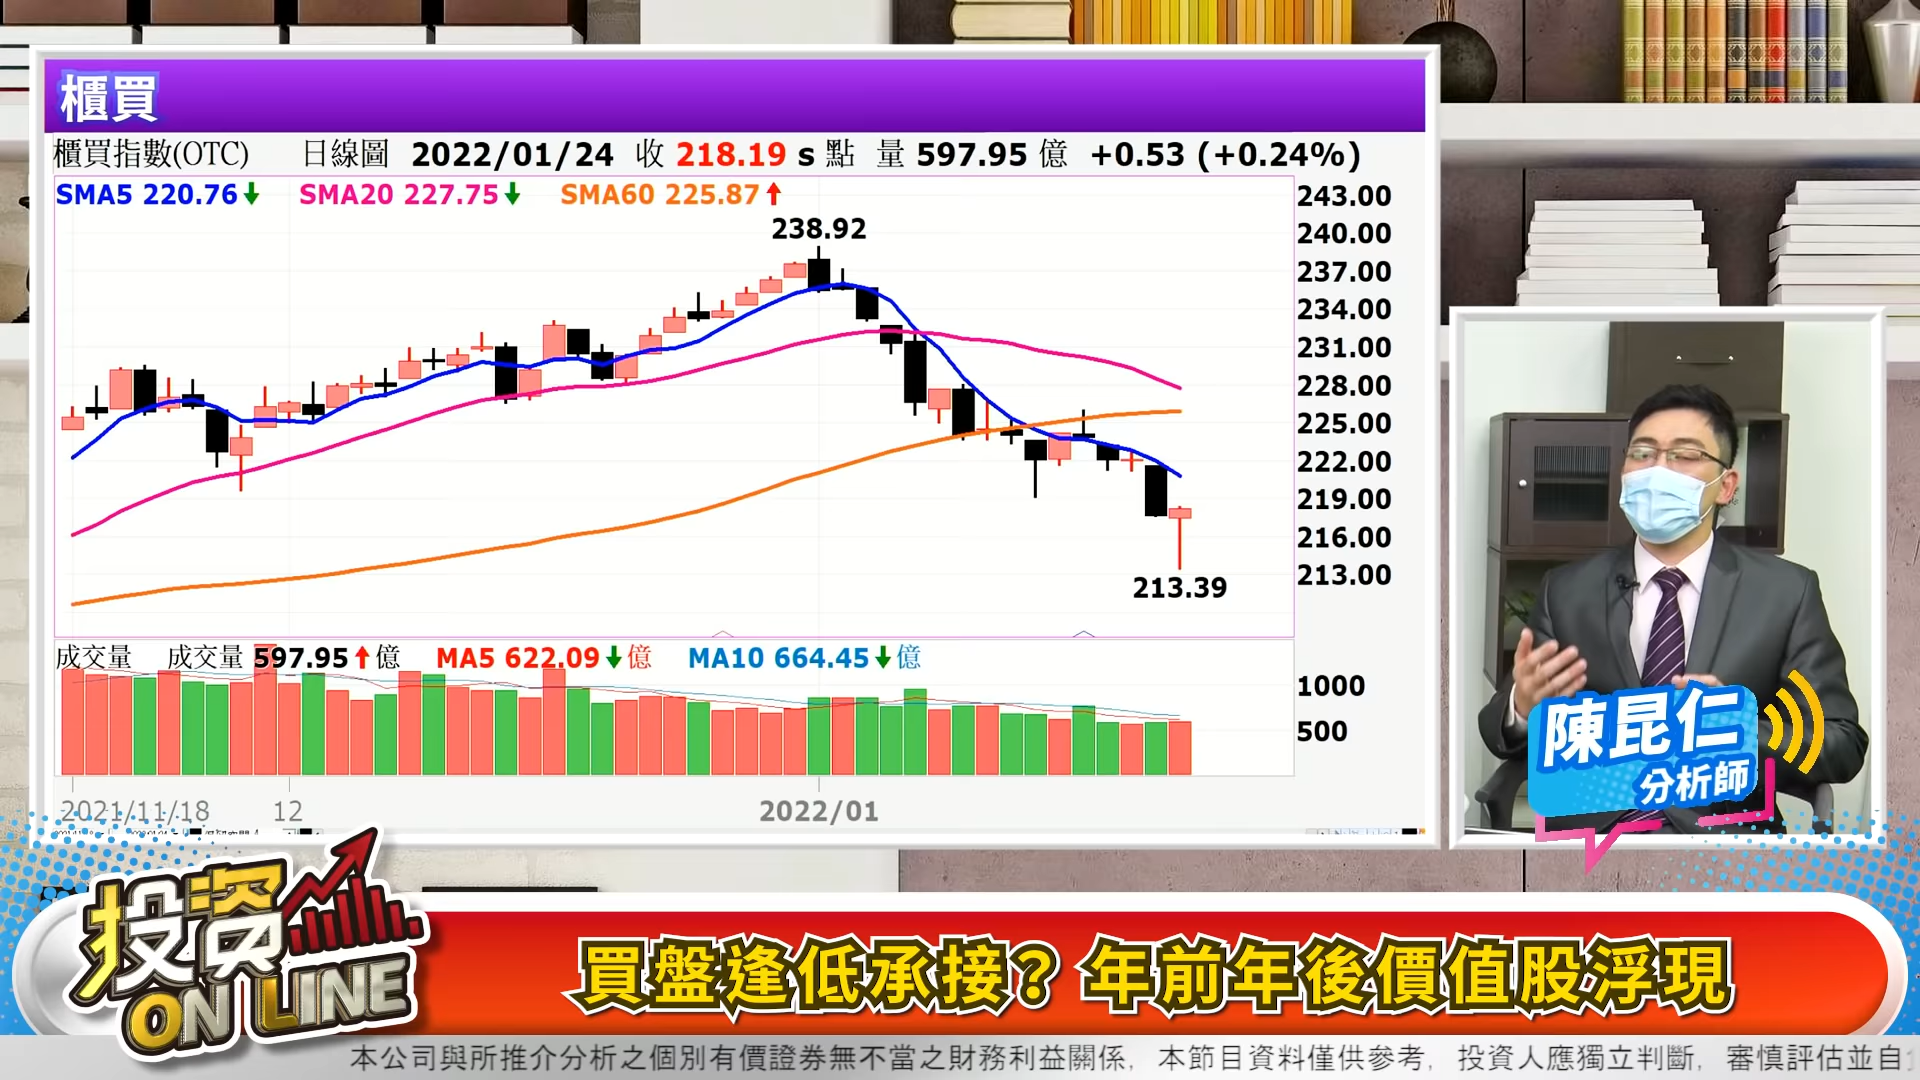 櫃買
櫃買指數(OTC) 日線圖 2022/01/24 收 218.19 s 點 量 597.95 億 +0.53 (+0.24%)
SMA5 220.76↓ SMA20 227.75↓ SMA60 225.87↑
243.00
238.92
240.00
237.00
234.00
231.00
228.00
225.00
222.00
219.00
216.00
213.00
213.39
成交量 成交量 597.95↑億 MA5 622.09↓億 MA10 664.45↓億
1000
500
2021/11/18 12 2022/01
陳昆仁
分析師
投資
ON LINE
買盤逢低承接？年前年後價值股浮現
本公司與所推介分析之個別有價證券無不當之財務利益關係，本節目資料僅供參考，投資人應獨立判斷，審慎評估並自